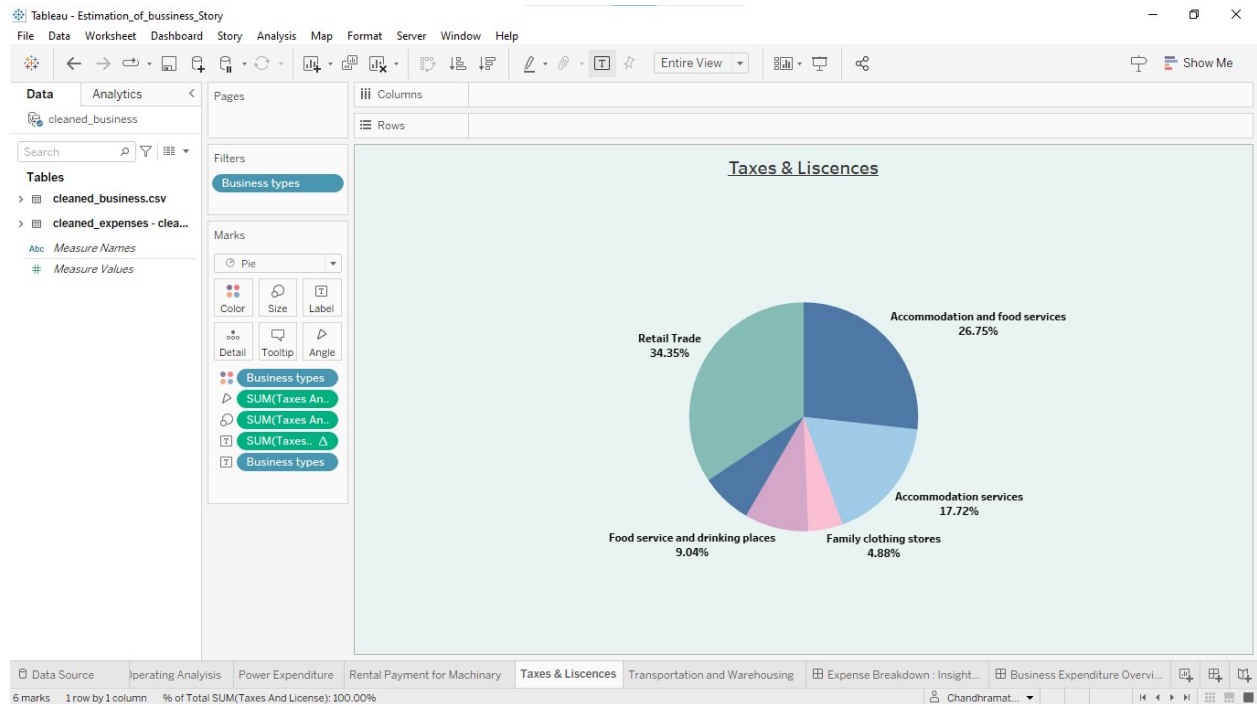 Tableau - Estimation_of_bussiness_Story
File Data Worksheet Dashboard Story Analysis Map Format Server Window Help
Entire View
Show Me
Data Analytics
cleaned_business
Search
Tables
cleaned_business.csv
cleaned_expenses - clea...
Abc Measure Names
# Measure Values
Pages
Filters
Business types
Marks
Pie
Color Size Label
Detail Tooltip Angle
Business types
SUM(Taxes An..
SUM(Taxes An..
SUM(Taxes..
Business types
Columns
Rows
Taxes & Liscences
Accommodation and food services
26.75%
Retail Trade
34.35%
Accommodation services
17.72%
Food service and drinking places
9.04%
Family clothing stores
4.88%
Data Source Operating Analyisis Power Expenditure Rental Payment for Machinery Taxes & Liscences Transportation and Warehousing Expense Breakdown : Insight... Business Expenditure Overvi...
6 marks 1 row by 1 column % of Total SUM(Taxes And License): 100.00% Chandhramat...